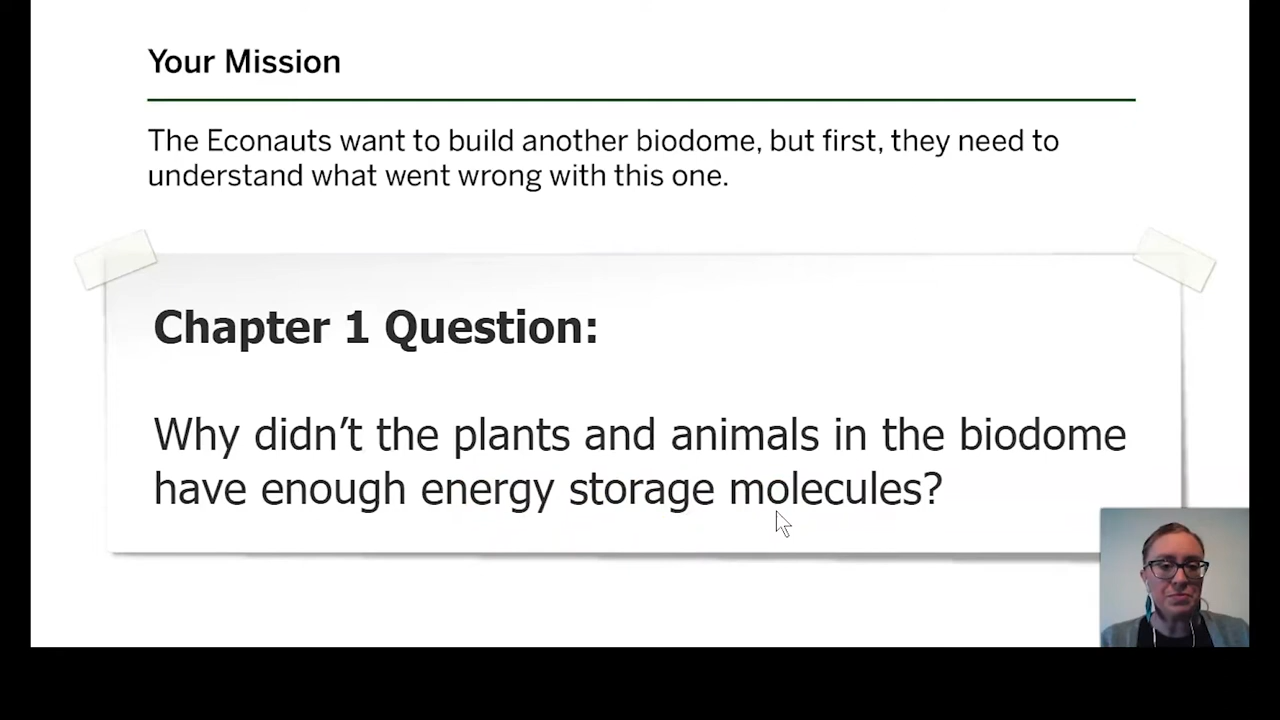 Your Mission
The Econauts want to build another biodome, but first, they need to
understand what went wrong with this one.
Chapter 1 Question:
Why didn’t the plants and animals in the biodome
have enough energy storage molecules?